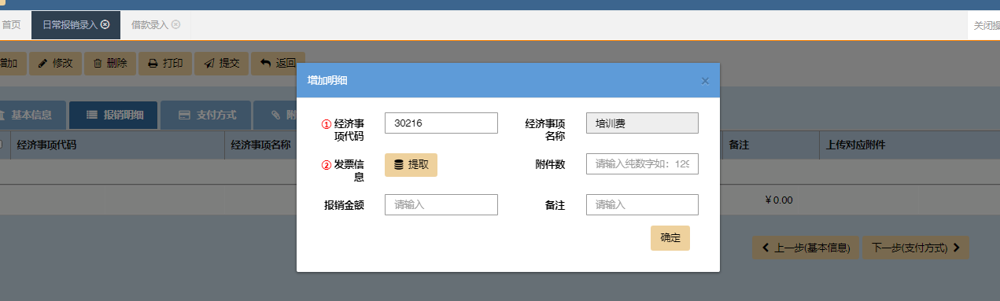 首页
日常报销录入
借款录入
关闭操
增加
修改
删除
打印
提交
返回
增加明细
×
基本信息
报销明细
支付方式
附
① 经济事
项代码
30216
经济事项
名称
培训费
经济事项代码
经济事项名称
备注
上传对应附件
② 发票信
息
提取
附件数
请输入纯数字如：129
报销金额
请输入
备注
请输入
¥ 0.00
确定
上一步(基本信息)
下一步(支付方式)